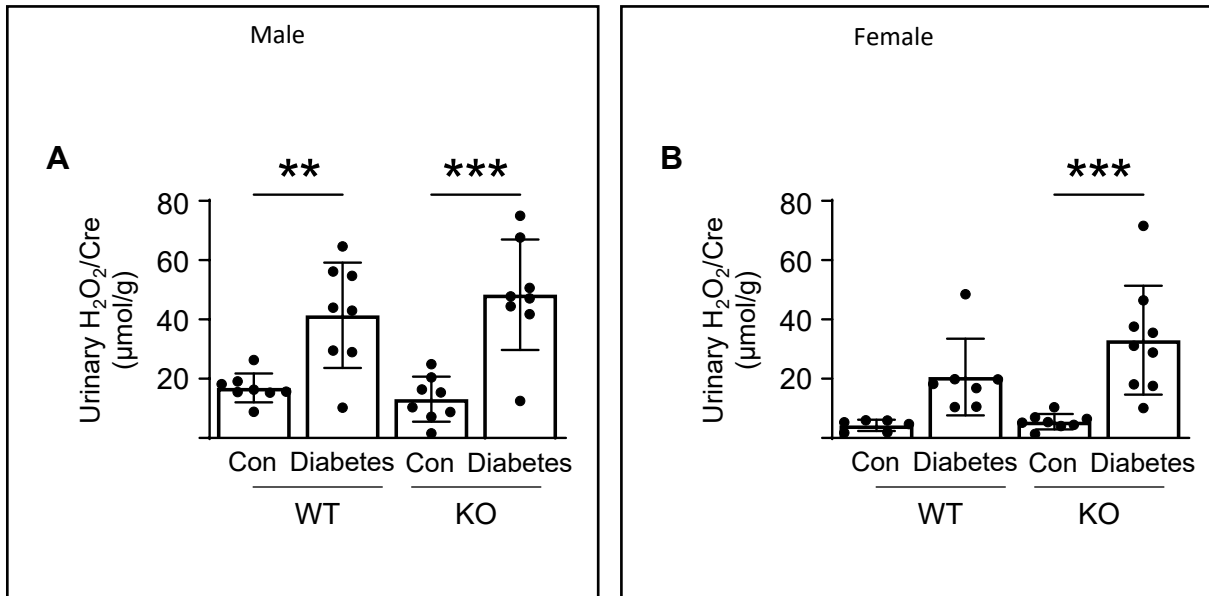 Male
A
** ***
Urinary H₂O₂/Cre
(µmol/g)
80
60
40
20
Con Diabetes Con Diabetes
WT KO
Female
B
***
Urinary H₂O₂/Cre
(µmol/g)
80
60
40
20
Con Diabetes Con Diabetes
WT KO